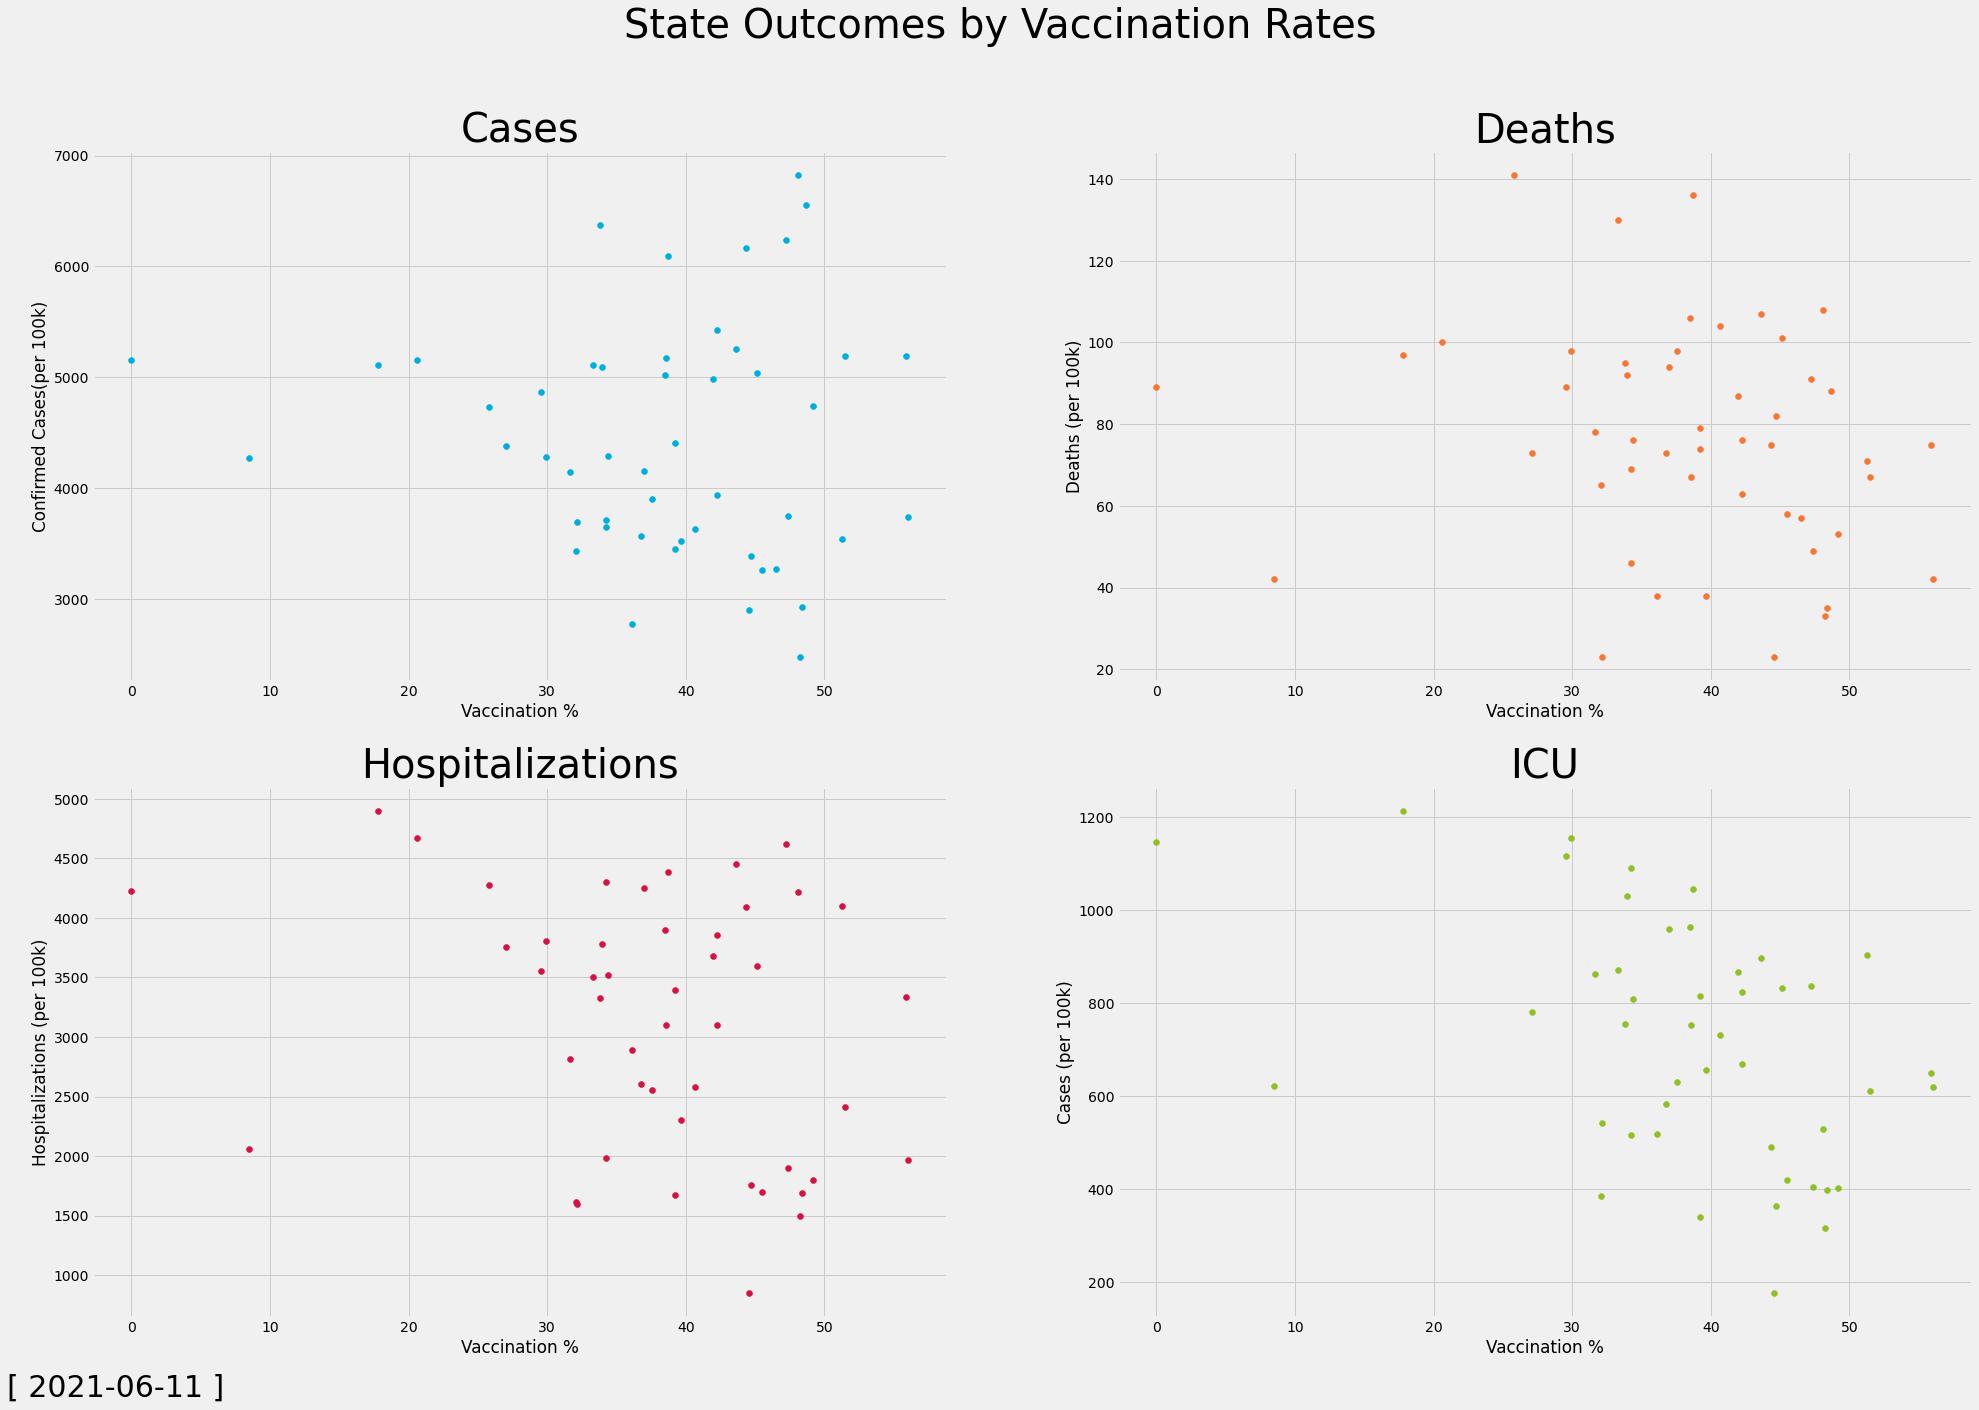 State Outcomes by Vaccination Rates
Cases
7000
6000
5000
4000
3000
Confirmed Cases(per 100k)
0 10 20 30 40 50
Vaccination %
Deaths
140
120
100
80
60
40
20
Deaths (per 100k)
0 10 20 30 40 50
Vaccination %
Hospitalizations
5000
4500
4000
3500
3000
2500
2000
1500
1000
Hospitalizations (per 100k)
0 10 20 30 40 50
Vaccination %
ICU
1200
1000
800
600
400
200
Cases (per 100k)
0 10 20 30 40 50
Vaccination %
[ 2021-06-11 ]